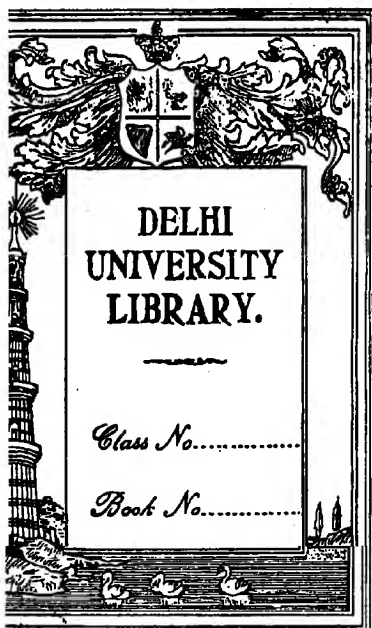 DELHI
UNIVERSITY
LIBRARY.
Class No...............
Book No..............